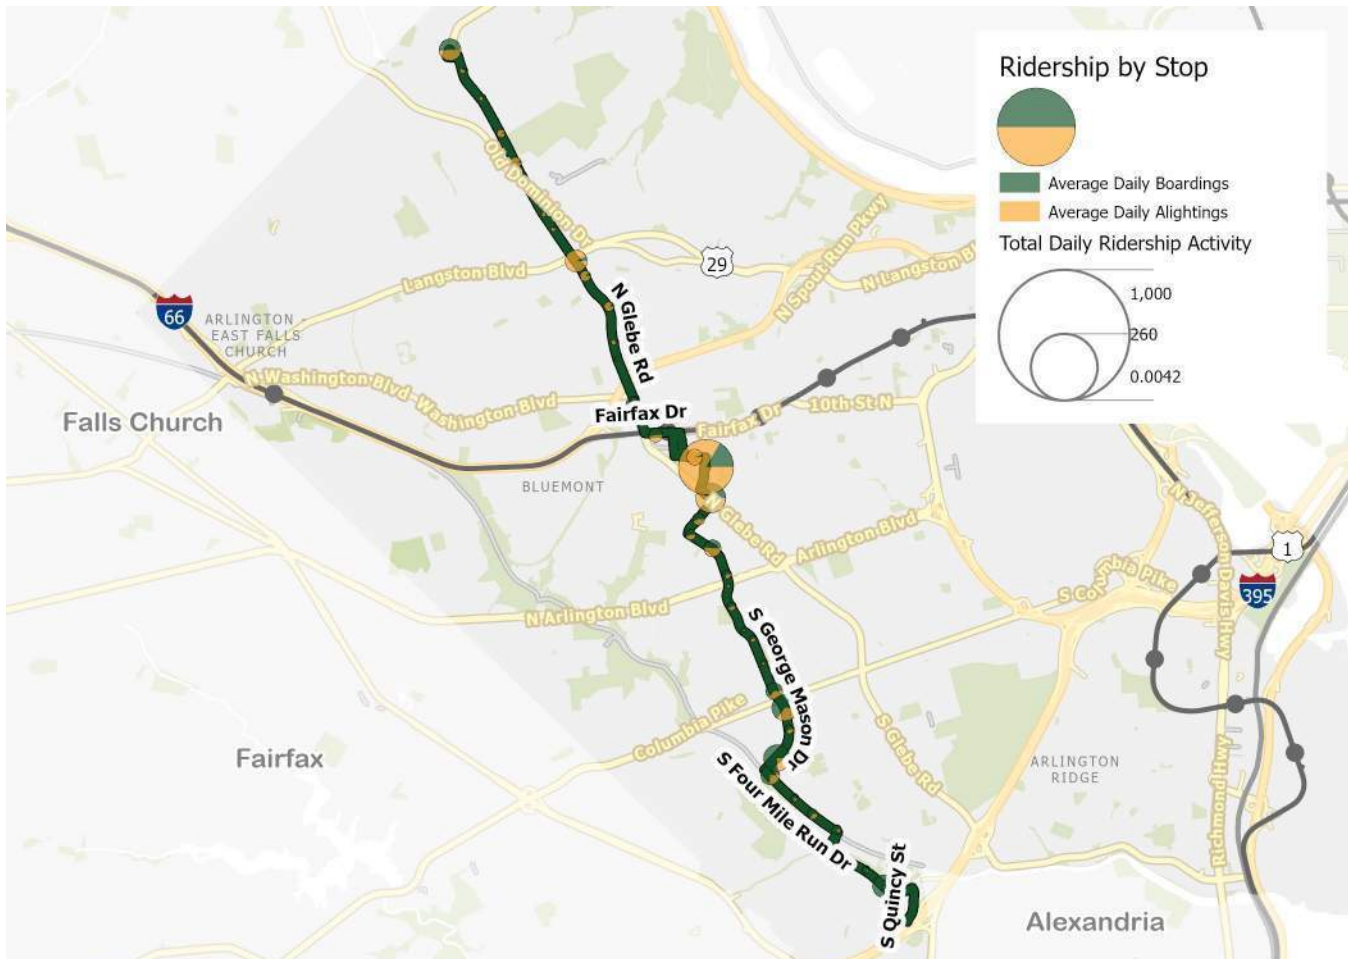 Ridership by Stop
Average Daily Boardings
Average Daily Alightings
Total Daily Ridership Activity
1,000
260
0.0042
Old Dominion Dr
Langston Blvd
29
N Spout Run Pkwy
N Langston Bl
66
ARLINGTON -
EAST FALLS
CHURCH
N Glebe Rd
N Washington Blvd
Washington Blvd
Falls Church
Fairfax Dr
Fairfax Dr
10th St N
BLUEMONT
N Glebe Rd
Arlington Blvd
N Jefferson Davis Hwy
1
395
S Columbia Pike
N Arlington Blvd
S George Mason Dr
Columbia Pike
S Glebe Rd
Fairfax
ARLINGTON
RIDGE
Richmond Hwy
S Four Mile Run Dr
S Quincy St
Alexandria